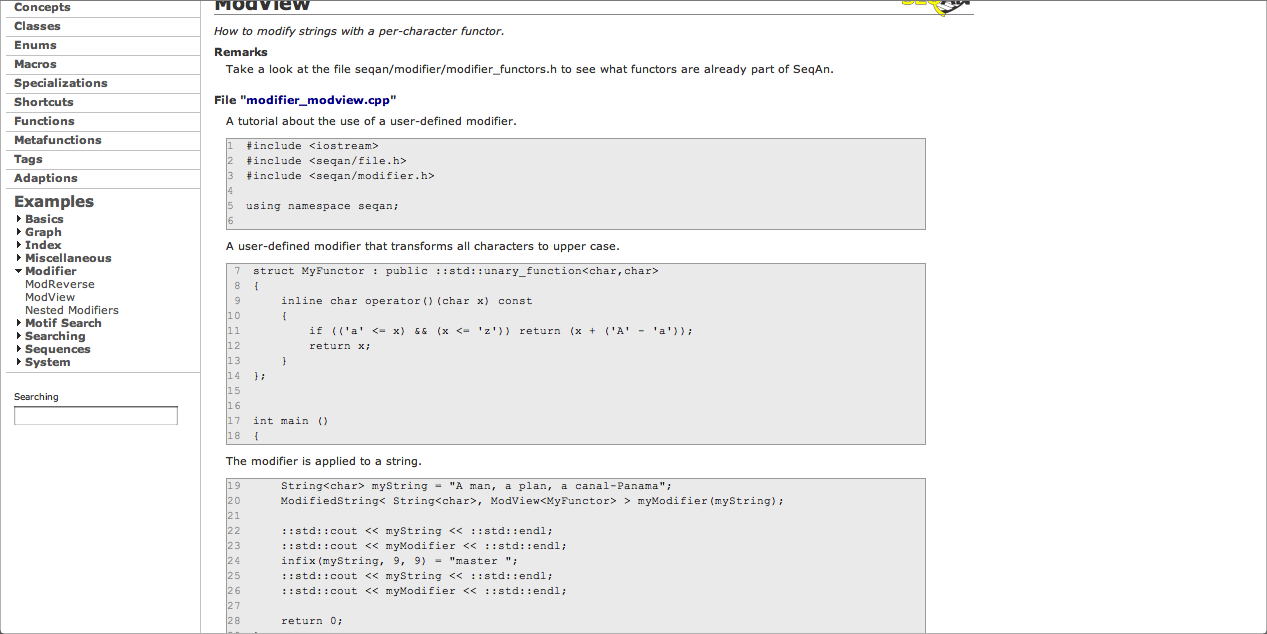 Concepts
Classes
Enums
Macros
Specializations
Shortcuts
Functions
Metafunctions
Tags
Adaptions
Examples
Basics
Graph
Index
Miscellaneous
Modifier
ModReverse
ModView
Nested Modifiers
Motif Search
Searching
Sequences
System
Searching
ModView
SeqAn
How to modify strings with a per-character functor.
Remarks
Take a look at the file seqan/modifier/modifier_functors.h to see what functors are already part of SeqAn.
File "modifier_modview.cpp"
A tutorial about the use of a user-defined modifier.
1 #include <iostream>
2 #include <seqan/file.h>
3 #include <seqan/modifier.h>
4
5 using namespace seqan;
6
A user-defined modifier that transforms all characters to upper case.
7 struct MyFunctor : public ::std::unary_function<char,char>
8 {
9     inline char operator()(char x) const
10     {
11         if (('a' <= x) && (x <= 'z')) return (x + ('A' - 'a'));
12         return x;
13     }
14 };
15
16
17 int main ()
18 {
The modifier is applied to a string.
19     String<char> myString = "A man, a plan, a canal-Panama";
20     ModifiedString< String<char>, ModView<MyFunctor> > myModifier(myString);
21
22     ::std::cout << myString << ::std::endl;
23     ::std::cout << myModifier << ::std::endl;
24     infix(myString, 9, 9) = "master ";
25     ::std::cout << myString << ::std::endl;
26     ::std::cout << myModifier << ::std::endl;
27
28     return 0;